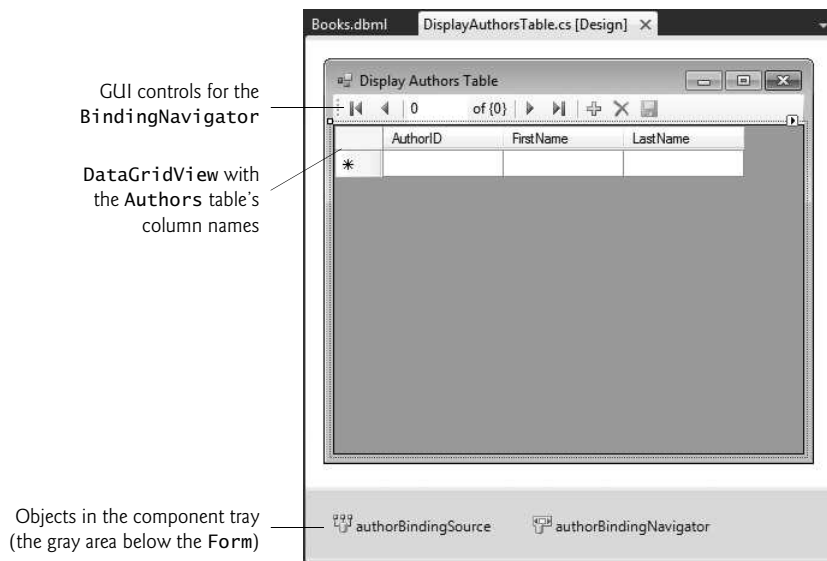 Books.dbml DisplayAuthorsTable.cs [Design]
Display Authors Table
GUI controls for the
BindingNavigator
0 of {0}
AuthorID FirstName LastName
DataGridView with
the Authors table's
column names
Objects in the component tray
(the gray area below the Form)
authorBindingSource authorBindingNavigator